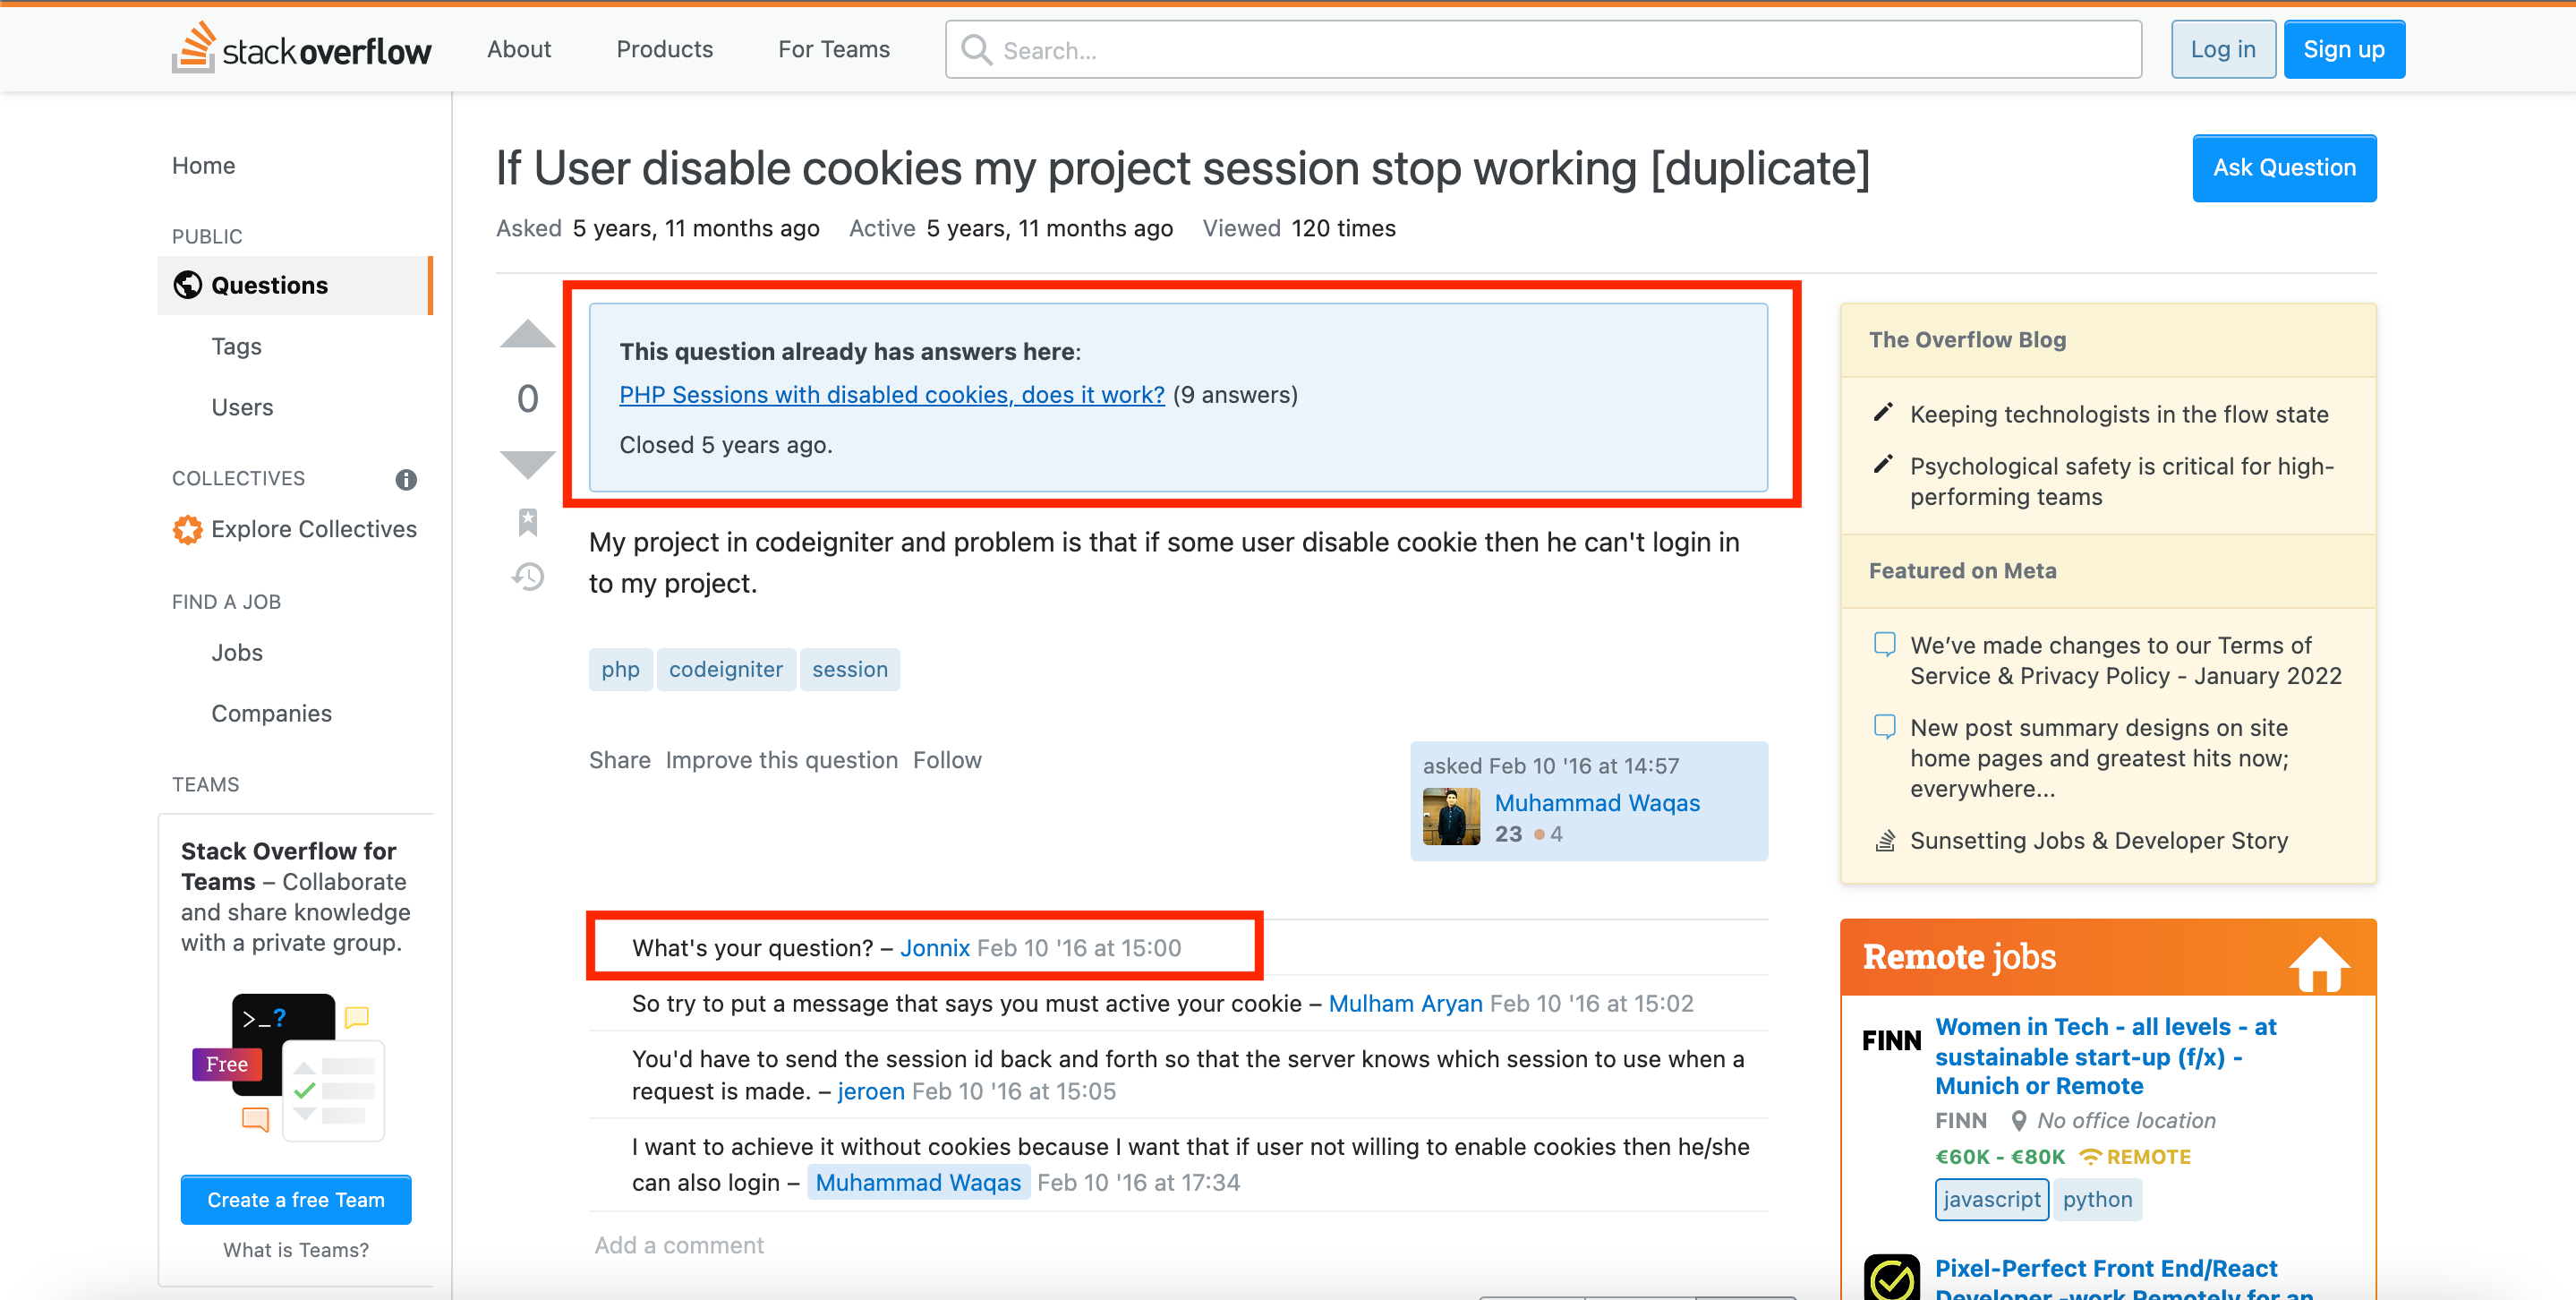 stack overflow
About
Products
For Teams
Search...
Log in
Sign up
Home
PUBLIC
Questions
Tags
Users
COLLECTIVES
Explore Collectives
FIND A JOB
Jobs
Companies
TEAMS
Stack Overflow for
Teams – Collaborate
and share knowledge
with a private group.
>_?
Free
Create a free Team
What is Teams?
If User disable cookies my project session stop working [duplicate]
Ask Question
Asked 5 years, 11 months ago Active 5 years, 11 months ago Viewed 120 times
0
This question already has answers here:
PHP Sessions with disabled cookies, does it work? (9 answers)
Closed 5 years ago.
My project in codeigniter and problem is that if some user disable cookie then he can't login in
to my project.
php codeigniter session
Share Improve this question Follow
asked Feb 10 '16 at 14:57
Muhammad Waqas
23 4
What's your question? – Jonnix Feb 10 '16 at 15:00
So try to put a message that says you must active your cookie – Mulham Aryan Feb 10 '16 at 15:02
You'd have to send the session id back and forth so that the server knows which session to use when a
request is made. – jeroen Feb 10 '16 at 15:05
I want to achieve it without cookies because I want that if user not willing to enable cookies then he/she
can also login – Muhammad Waqas Feb 10 '16 at 17:34
Add a comment
The Overflow Blog
Keeping technologists in the flow state
Psychological safety is critical for high-
performing teams
Featured on Meta
We've made changes to our Terms of
Service & Privacy Policy - January 2022
New post summary designs on site
home pages and greatest hits now;
everywhere...
Sunsetting Jobs & Developer Story
Remote jobs
FINN
Women in Tech - all levels - at
sustainable start-up (f/x) -
Munich or Remote
FINN No office location
€60K - €80K REMOTE
javascript python
Pixel-Perfect Front End/React
Developer -work Remotely for an